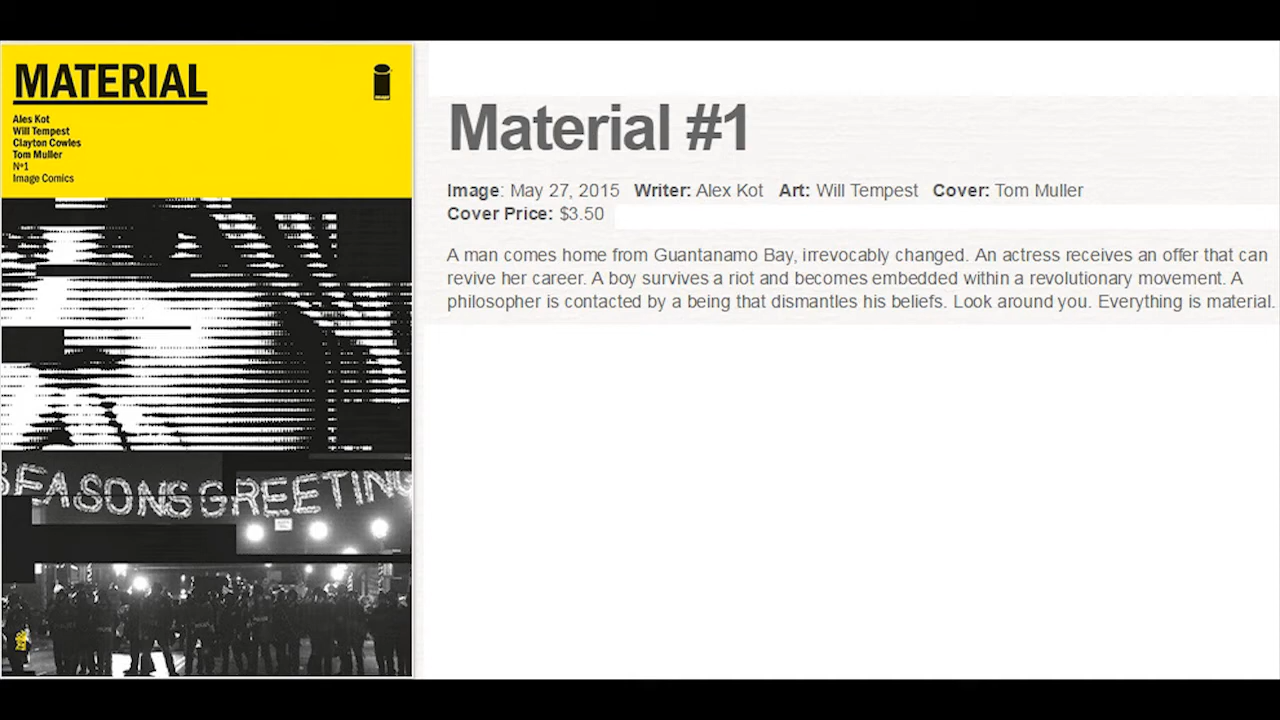 MATERIAL
Ales Kot
Will Tempest
Clayton Cowles
Tom Muller
Nº1
Image Comics
SEASONS GREETING
Material #1
Image: May 27, 2015 Writer: Alex Kot Art: Will Tempest Cover: Tom Muller
Cover Price: $3.50
A man comes home from Guantanamo Bay, irrevocably changed. An actress receives an offer that can
revive her career. A boy survives a riot and becomes embedded within a revolutionary movement. A
philosopher is contacted by a being that dismantles his beliefs. Look around you. Everything is material.